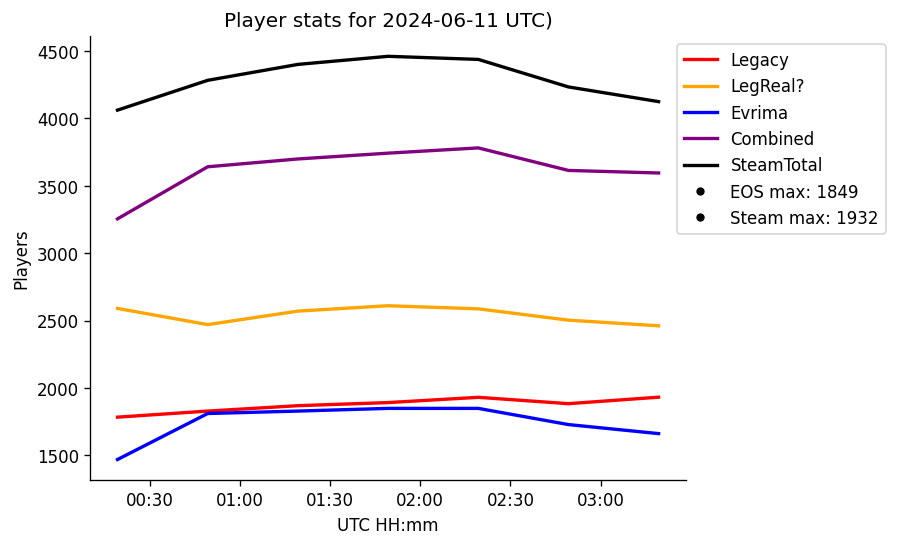 Player stats for 2024-06-11 UTC)
4500
4000
3500
3000
2500
2000
1500
Players
00:30 01:00 01:30 02:00 02:30 03:00
UTC HH:mm
Legacy
LegReal?
Evrima
Combined
SteamTotal
EOS max: 1849
Steam max: 1932